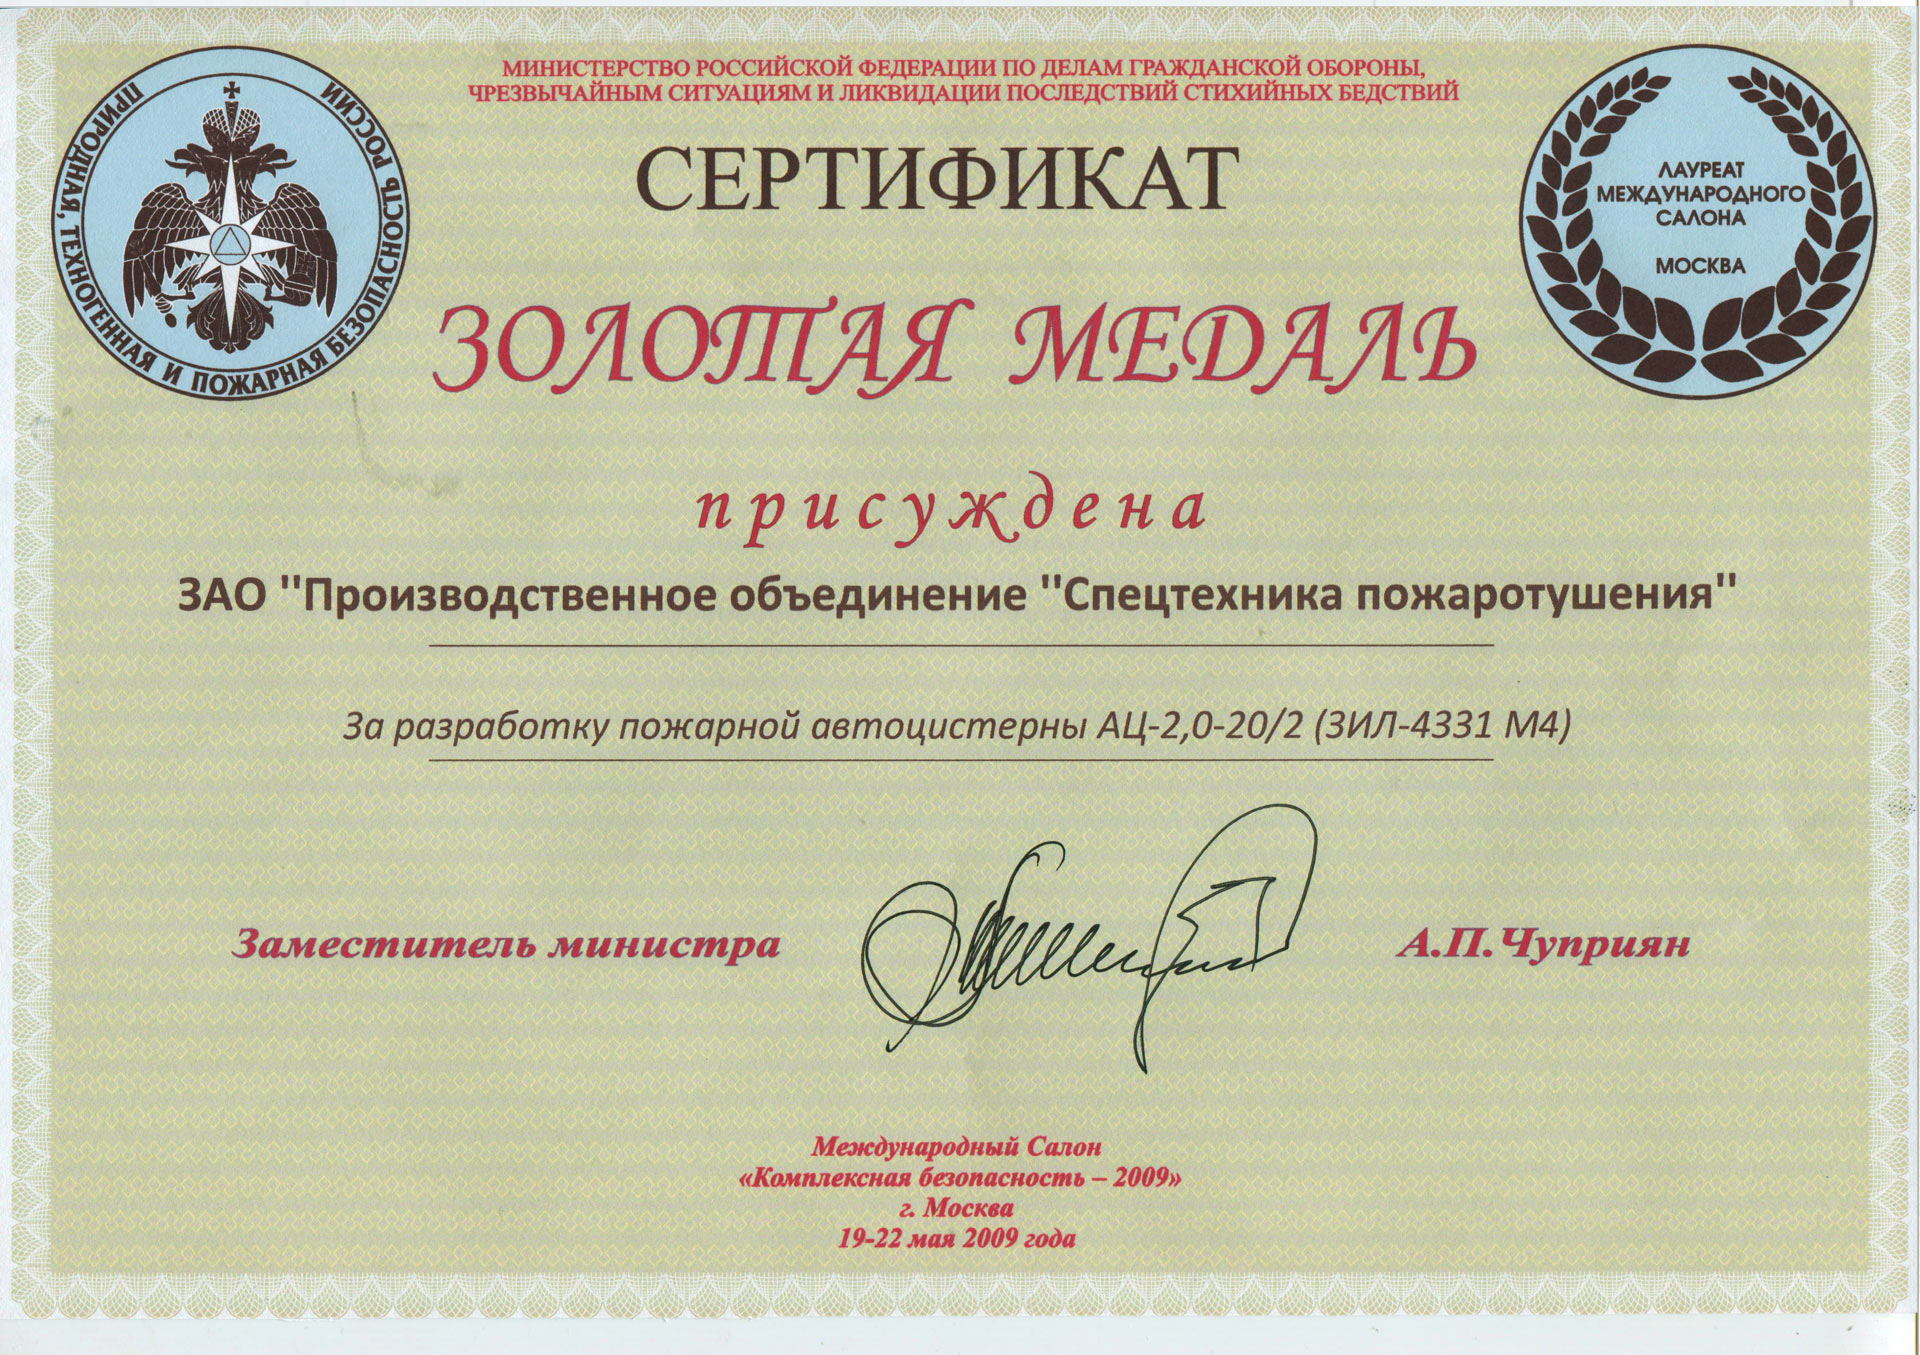 МИНИСТЕРСТВО РОССИЙСКОЙ ФЕДЕРАЦИИ ПО ДЕЛАМ ГРАЖДАНСКОЙ ОБОРОНЫ,
ЧРЕЗВЫЧАЙНЫМ СИТУАЦИЯМ И ЛИКВИДАЦИИ ПОСЛЕДСТВИЙ СТИХИЙНЫХ БЕДСТВИЙ
ПРИРОДНАЯ, ТЕХНОГЕННАЯ И ПОЖАРНАЯ БЕЗОПАСНОСТЬ РОССИИ
СЕРТИФИКАТ
ЛАУРЕАТ
МЕЖДУНАРОДНОГО
САЛОНА
МОСКВА
ЗОЛОТАЯ МЕДАЛЬ
присуждена
ЗАО "Производственное объединение "Спецтехника пожаротушения"
За разработку пожарной автоцистерны АЦ-2,0-20/2 (ЗИЛ-4331 М4)
Заместитель министра А.П.Чуприян
Международный Салон
«Комплексная безопасность – 2009»
г. Москва
19-22 мая 2009 года